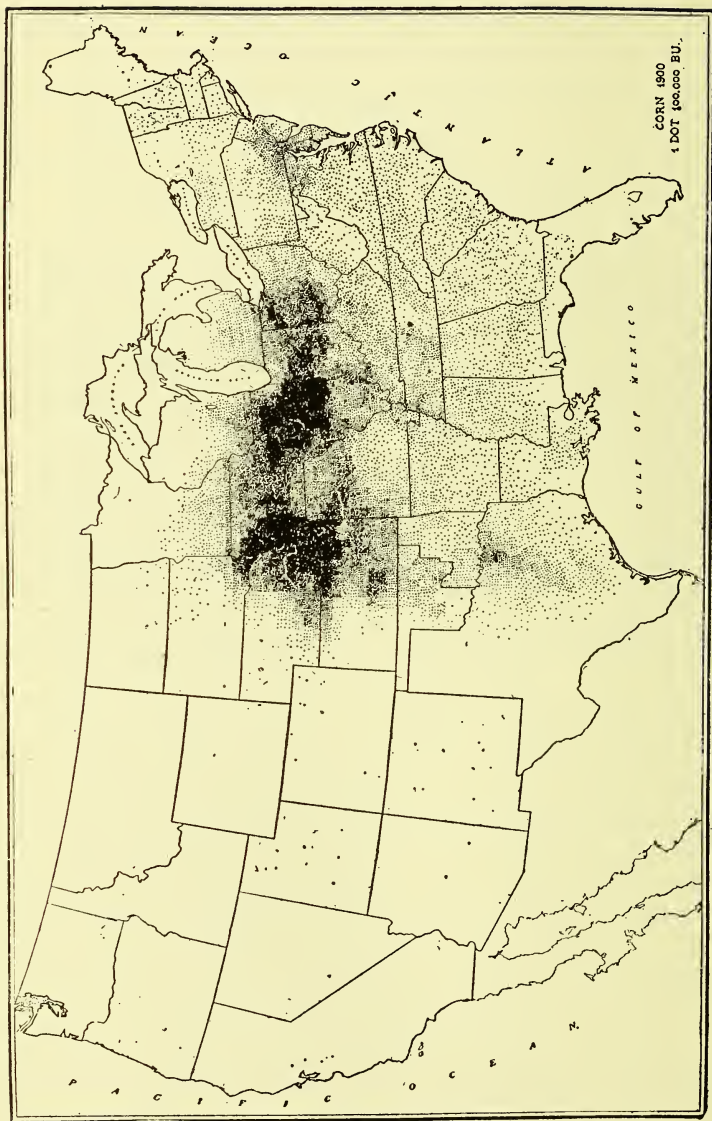 ATLANTIC OCEAN
CORN 1900
1 DOT 100,000 BU.
GULF OF MEXICO
PACIFIC OCEAN